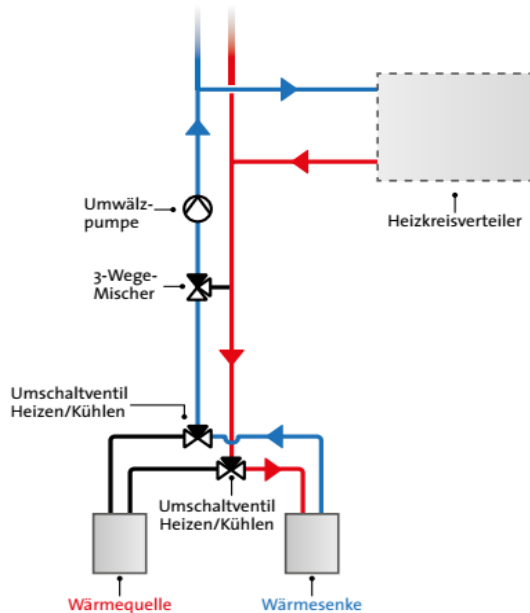 Umwälz-
pumpe
Heizkreisverteiler
3-Wege-
Mischer
Umschaltventil
Heizen/Kühlen
Umschaltventil
Heizen/Kühlen
Wärmequelle
Wärmesenke